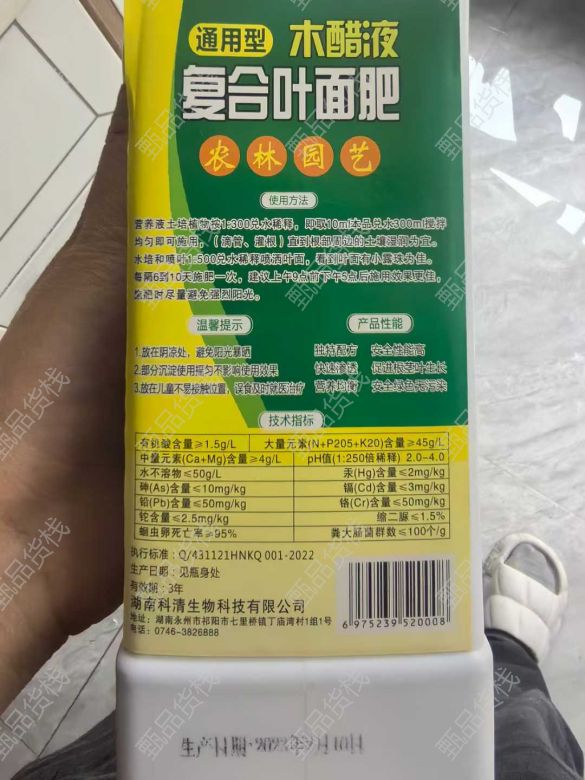 通用型 木醋液
复合叶面肥
农林园艺
使用方法
营养液土培植物按1:300兑水稀释，即取10ml本品兑水300ml搅拌
均匀即可施用，（滴管、灌根）直到根部周边的土壤湿润为宜。
水培和喷叶1:500兑水稀释喷洒叶面，看到叶面有小露珠为佳。
每隔6到10天施肥一次，建议上午9点前下午5点后施用效果更佳，
施肥时尽量避免强烈阳光。
温馨提示 产品性能
1.放在阴凉处，避免阳光暴晒 独特配方 安全性能高
2.部分沉淀使用摇匀不影响使用效果 快速渗透 促进根茎叶生长
3.放在儿童不易接触位置，误食及时就医治疗 营养均衡 安全绿色无污染
技术指标
有机酸含量≥1.5g/L 大量元素(N+P205+K20)含量≥45g/L
中量元素(Ca+Mg)含量≥4g/L pH值(1:250倍稀释) 2.0-4.0
水不溶物≤50g/L 汞(Hg)含量≤2mg/kg
砷(As)含量≤10mg/kg 镉(Cd)含量≤3mg/kg
铅(Pb)含量≤50mg/kg 铬(Cr)含量≤50mg/kg
铊含量≤2.5mg/kg 缩二脲≤1.5%
蛔虫卵死亡率≥95% 粪大肠菌群数≤100个/g
执行标准：Q/431121HNKQ 001-2022
生产日期：见瓶身处
有效期：3年
湖南科清生物科技有限公司
地址：湖南永州市祁阳市七里桥镇丁庙湾村1组1号
电话：0746-3826888
6 975239 520008
生产日期:
甄品货栈